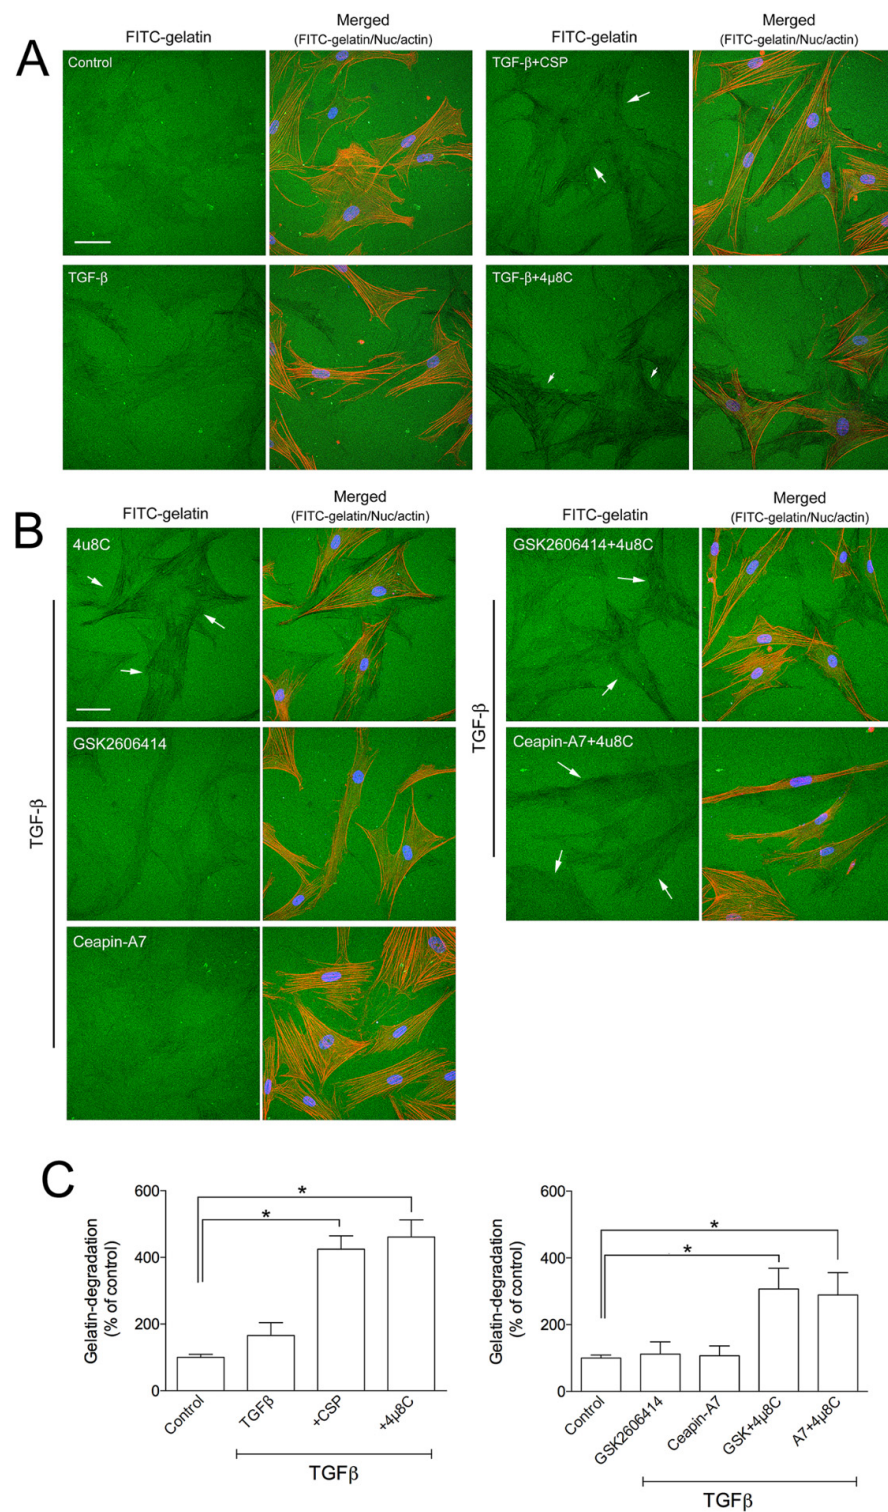 A
FITC-gelatin
Merged
(FITC-gelatin/Nuc/actin)
FITC-gelatin
Merged
(FITC-gelatin/Nuc/actin)
Control
TGF-β+CSP
TGF-β
TGF-β+4µ8C
B
FITC-gelatin
Merged
(FITC-gelatin/Nuc/actin)
FITC-gelatin
Merged
(FITC-gelatin/Nuc/actin)
TGF-β
4u8C
GSK2606414
Ceapin-A7
TGF-β
GSK2606414+4u8C
Ceapin-A7+4u8C
C
Gelatin-degradation
(% of control)
600
400
200
0
*
*
Control
TGFβ
+CSP
+4µ8C
TGFβ
Gelatin-degradation
(% of control)
600
400
200
0
*
*
Control
GSK2606414
Ceapin-A7
GSK+4µ8C
A7+4µ8C
TGFβ